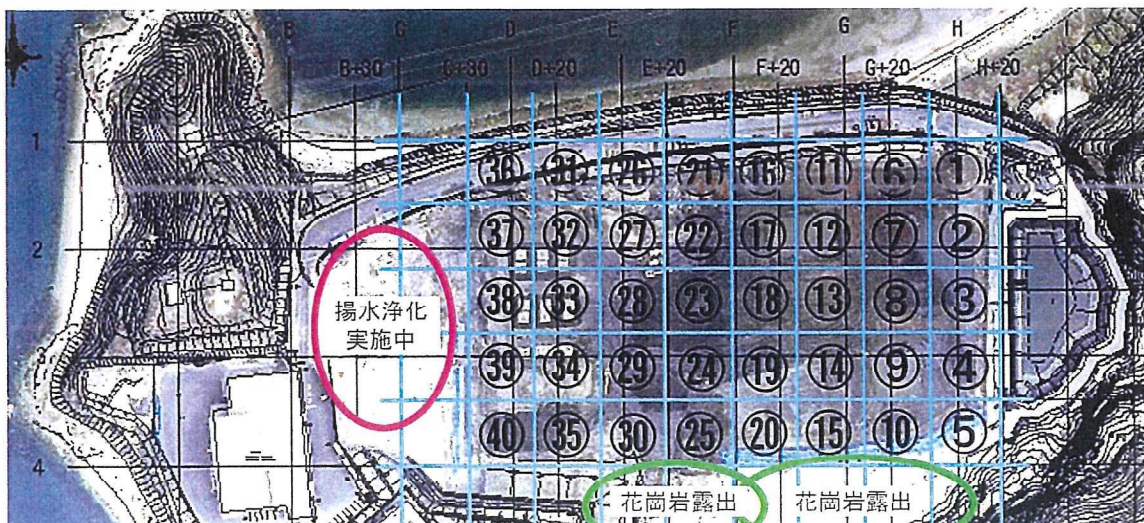 B C D E F G H I
B+30 C+30 D+20 E+20 F+20 G+20 H+20
1 ㊱ ㉛ ㉖ ㉑ ⑯ ⑪ ⑥ ①
2 ㊲ ㉜ ㉗ ㉒ ⑰ ⑫ ⑦ ②
㊳ ㉝ ㉘ ㉓ ⑱ ⑬ ⑧ ③
揚水浄化
実施中
3 ㊴ ㉞ ㉙ ㉔ ⑲ ⑭ ⑨ ④
㊵ ㉟ ㉚ ㉕ ⑳ ⑮ ⑩ ⑤
4
花崗岩露出 花崗岩露出